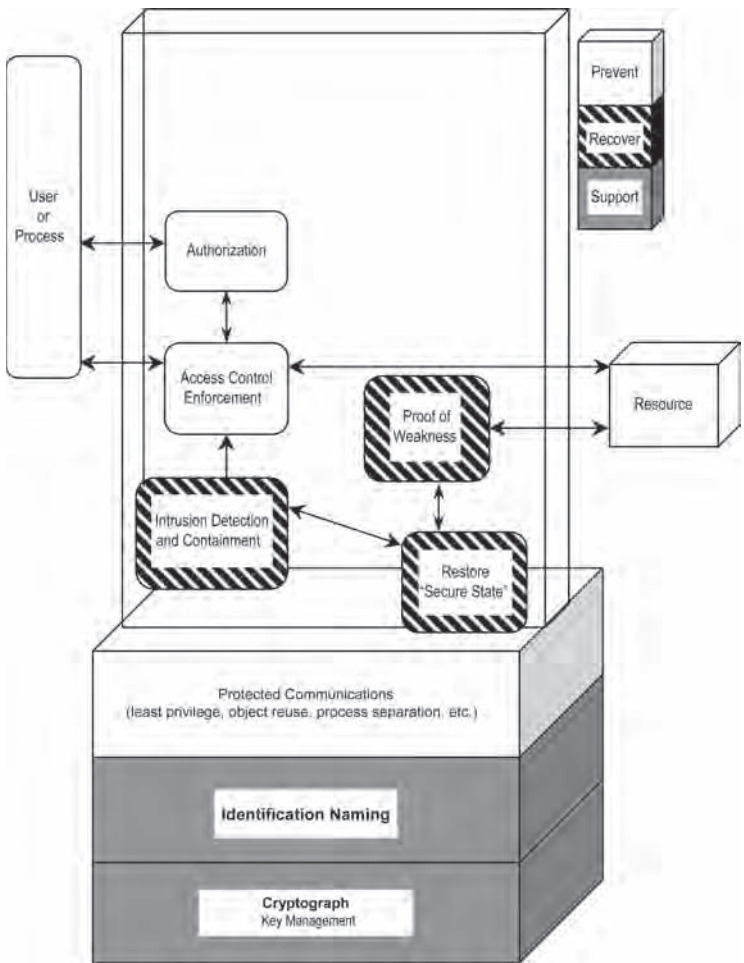 Prevent
Recover
Support
User
or
Process
Authorization
Access Control
Enforcement
Proof of
Weakness
Resource
Intrusion Detection
and Containment
Restore
"Secure State"
Protected Communications
(least privilege, object reuse, process separation, etc.)
Identification Naming
Cryptograph
Key Management